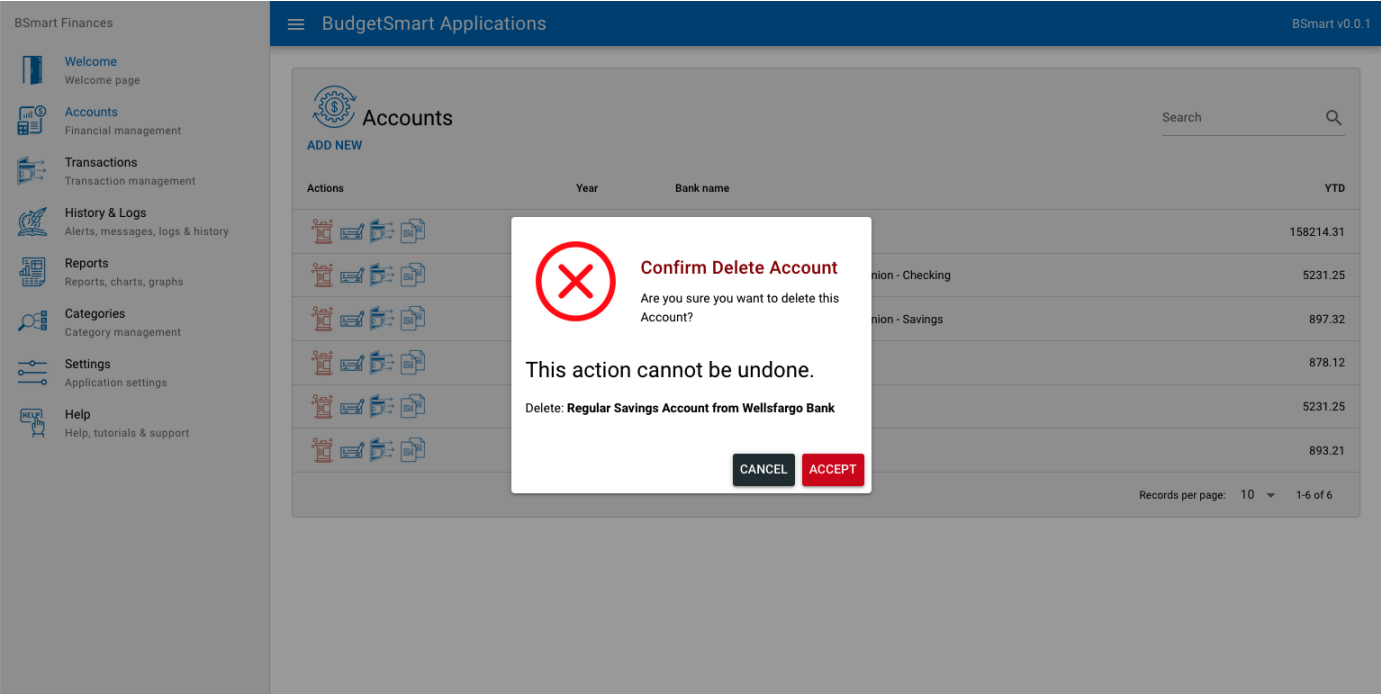 BSmart Finances
BudgetSmart Applications
BSmart v0.0.1
Welcome
Welcome page
Accounts
Financial management
Transactions
Transaction management
History & Logs
Alerts, messages, logs & history
Reports
Reports, charts, graphs
Categories
Category management
Settings
Application settings
HELP
Help
Help, tutorials & support
Accounts
Search
ADD NEW
Actions Year Bank name YTD
158214.31
nion - Checking 5231.25
nion - Savings 897.32
878.12
5231.25
893.21
Records per page: 10 1-6 of 6
Confirm Delete Account
Are you sure you want to delete this
Account?
This action cannot be undone.
Delete: Regular Savings Account from Wellsfargo Bank
CANCEL ACCEPT